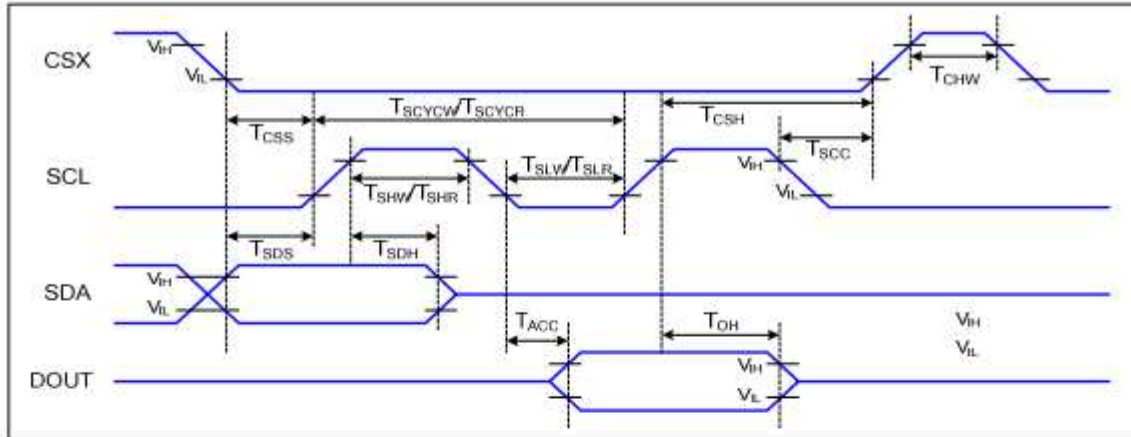 CSX
VIH
VIL
TCHW
TSCYCW/TSCYCR
TCSS
TCSH
TSCC
SCL
TSLW/TSLR
VIH
TSHW/TSHR
VIL
TSDS
TSDH
SDA
VIH
VIL
TACC
TOH
VIH
VIL
DOUT
VIH
VIL